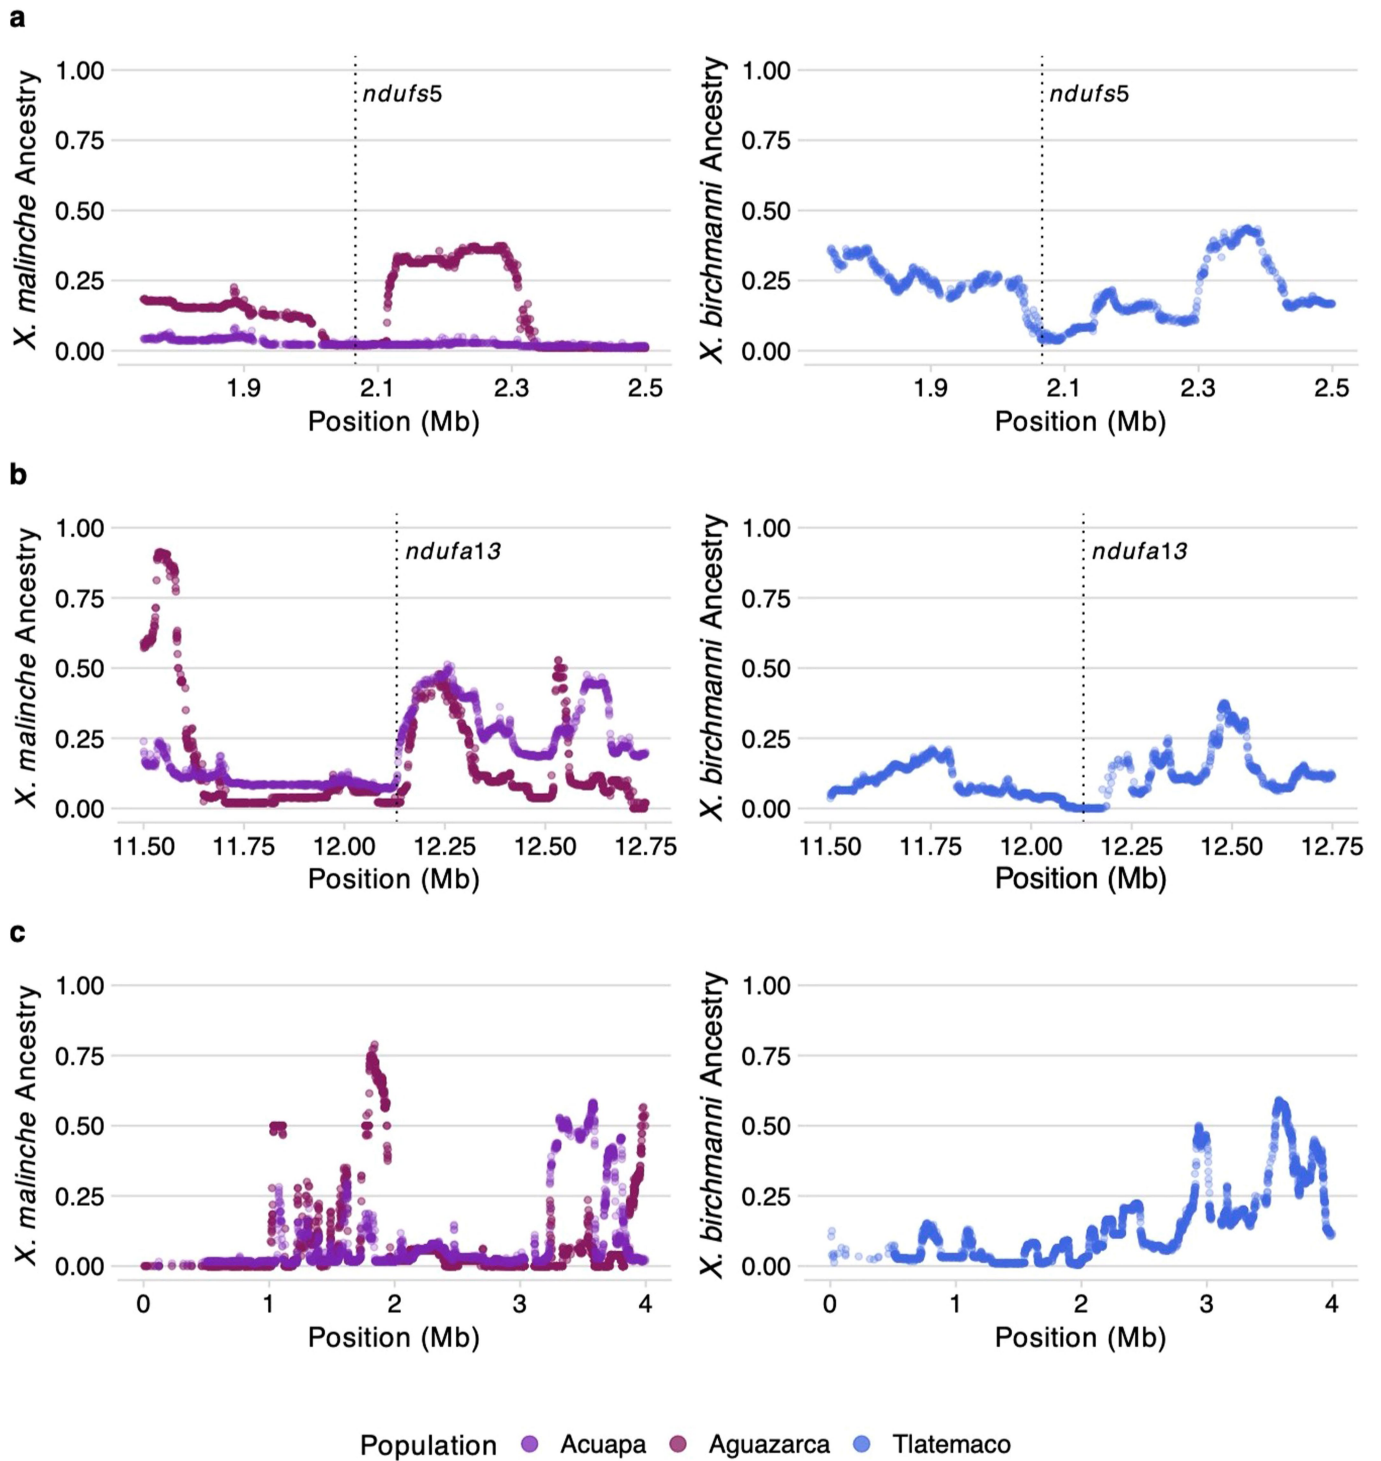 a
X. malinche Ancestry
1.00
0.75
0.50
0.25
0.00
ndufs5
1.9 2.1 2.3 2.5
Position (Mb)
X. birchmanni Ancestry
1.00
0.75
0.50
0.25
0.00
ndufs5
1.9 2.1 2.3 2.5
Position (Mb)
b
X. malinche Ancestry
1.00
0.75
0.50
0.25
0.00
ndufa13
11.50 11.75 12.00 12.25 12.50 12.75
Position (Mb)
X. birchmanni Ancestry
1.00
0.75
0.50
0.25
0.00
ndufa13
11.50 11.75 12.00 12.25 12.50 12.75
Position (Mb)
c
X. malinche Ancestry
1.00
0.75
0.50
0.25
0.00
0 1 2 3 4
Position (Mb)
X. birchmanni Ancestry
1.00
0.75
0.50
0.25
0.00
0 1 2 3 4
Position (Mb)
Population Acuapa Aguazarca Tlatemaco